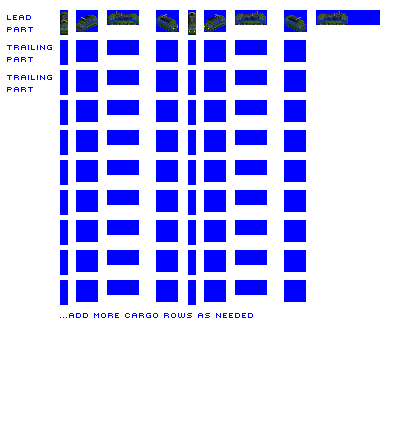 LEAD
PART
TRAILING
PART
TRAILING
PART
...ADD MORE CARGO ROWS AS NEEDED